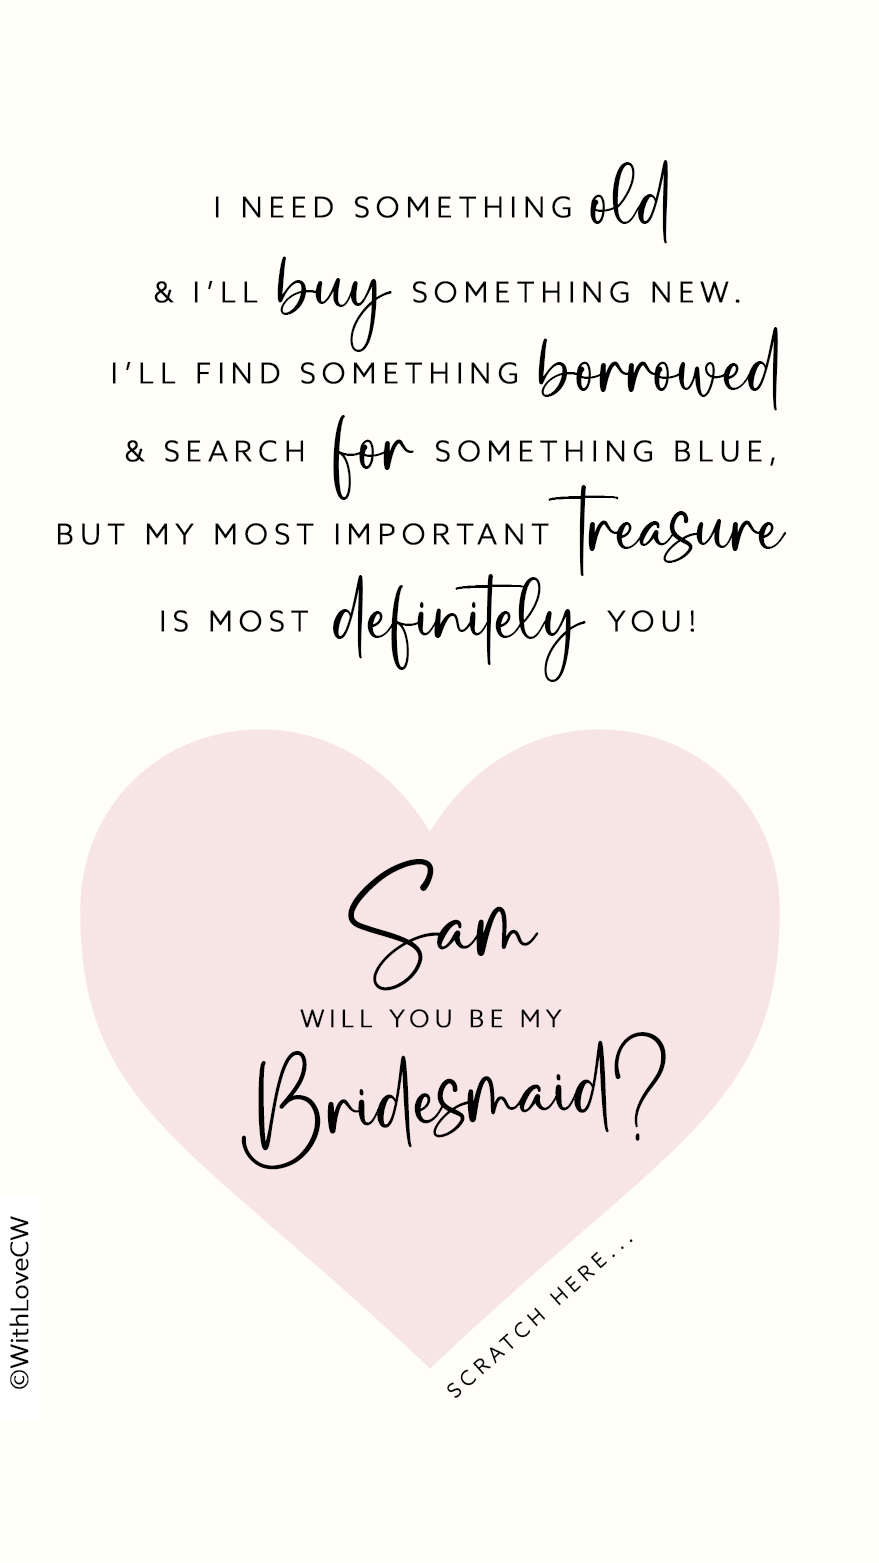 I NEED SOMETHING old
& I'LL buy SOMETHING NEW.
I'LL FIND SOMETHING borrowed
& SEARCH for SOMETHING BLUE,
BUT MY MOST IMPORTANT treasure
IS MOST definitely YOU!
Sam
WILL YOU BE MY
Bridesmaid?
SCRATCH HERE...
©WithLoveCW